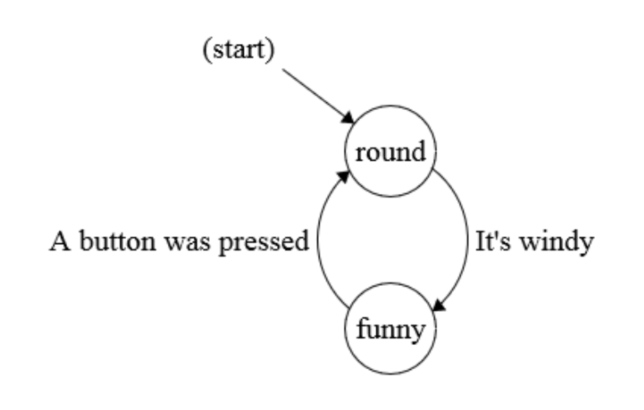 (start)
round
A button was pressed
It's windy
funny